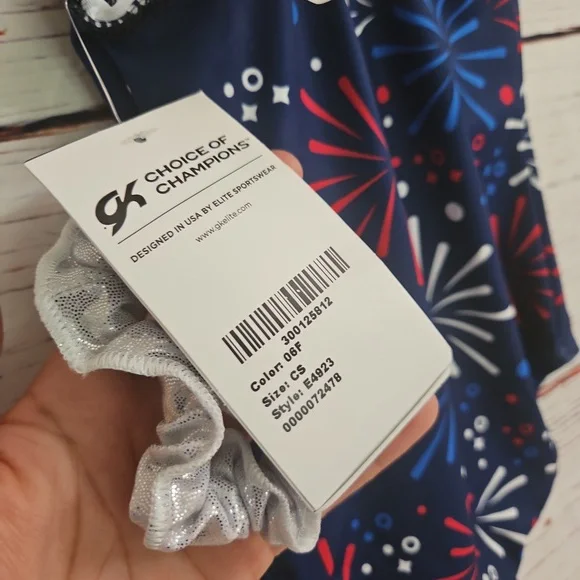 GK
CHOICE OF
CHAMPIONS™
DESIGNED IN USA BY ELITE SPORTSWEAR
www.gkelite.com
300125812
Color: 06F
Size: CS
Style: E4923
0000072478